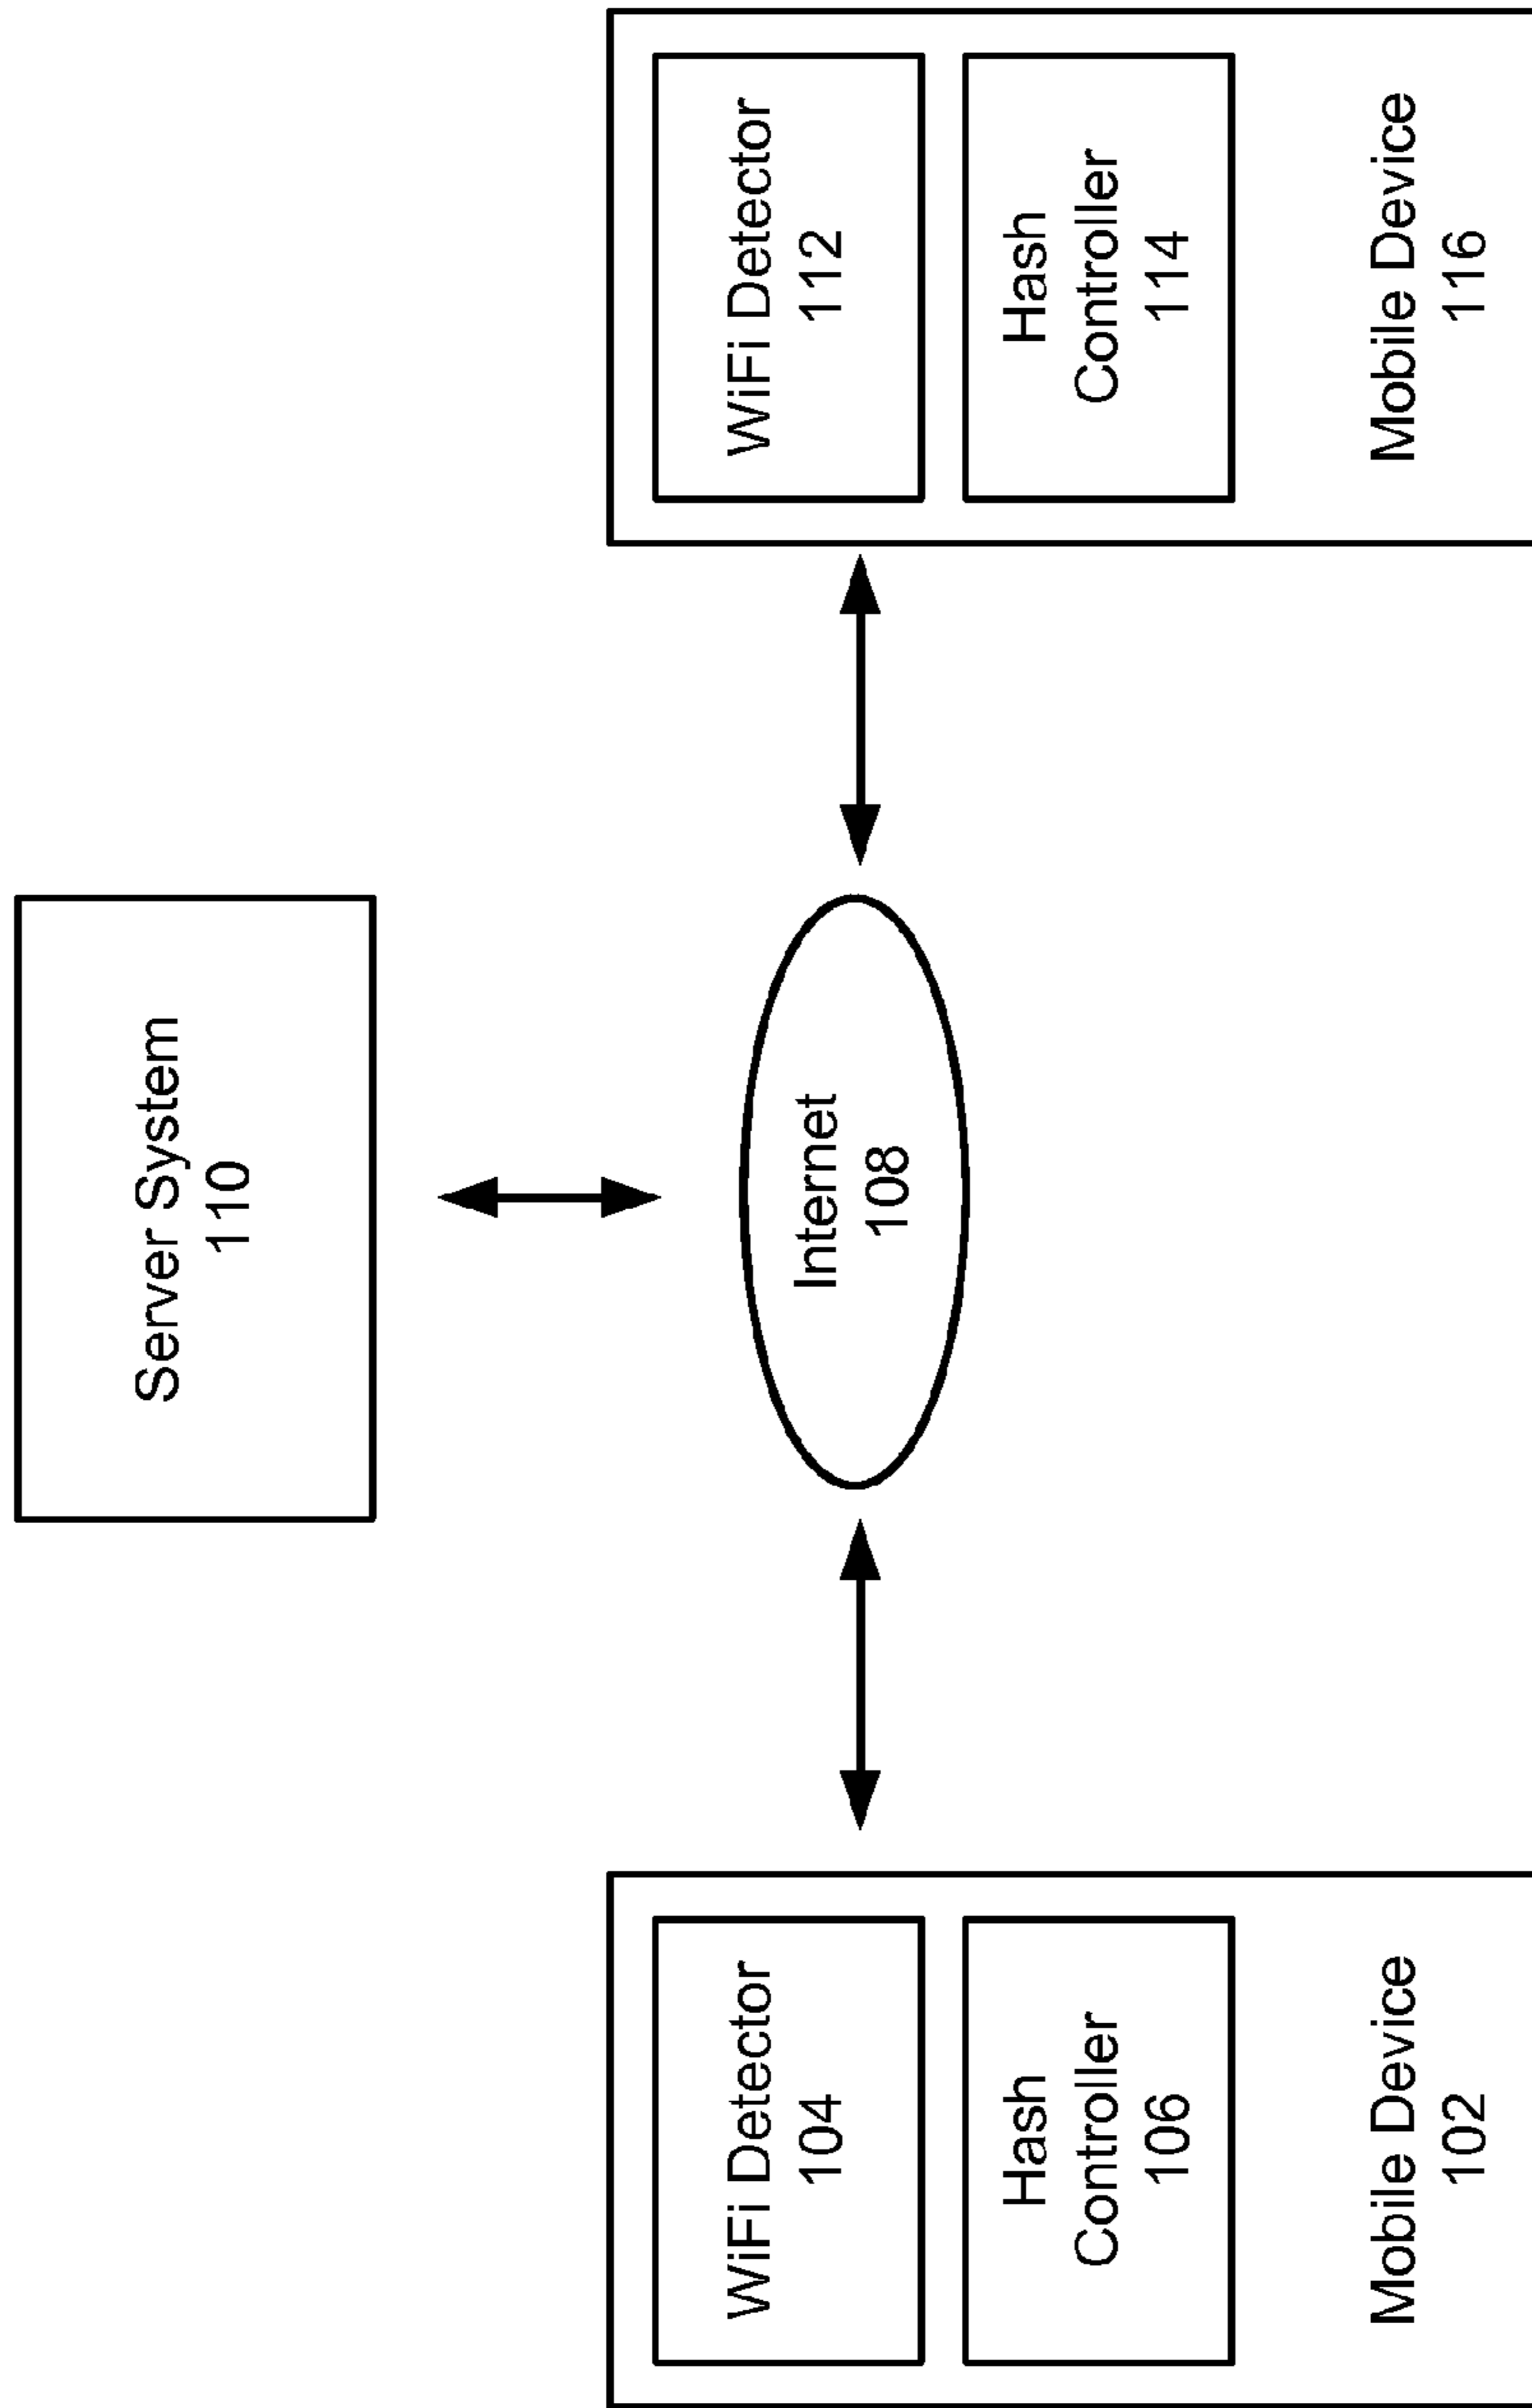 Server System
110
Internet
108
WiFi Detector
104
Hash
Controller
106
Mobile Device
102
WiFi Detector
112
Hash
Controller
114
Mobile Device
116